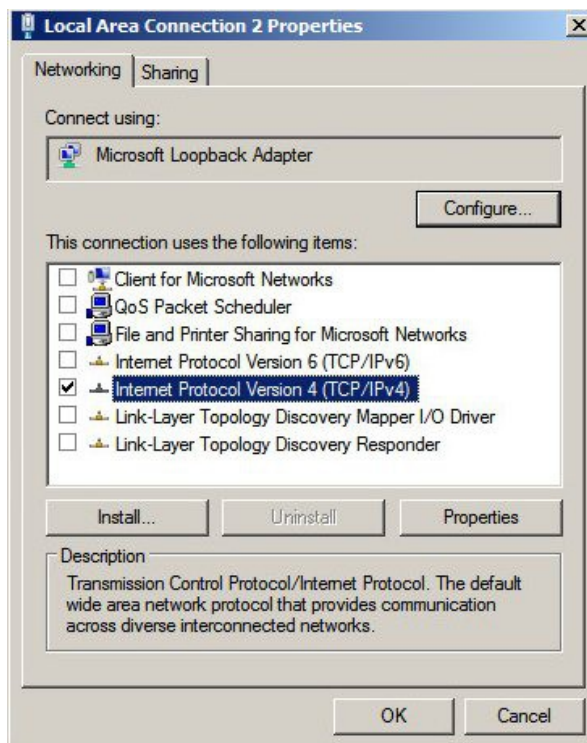 Local Area Connection 2 Properties
Networking
Sharing
Connect using:
Microsoft Loopback Adapter
Configure...
This connection uses the following items:
Client for Microsoft Networks
QoS Packet Scheduler
File and Printer Sharing for Microsoft Networks
Internet Protocol Version 6 (TCP/IPv6)
Internet Protocol Version 4 (TCP/IPv4)
Link-Layer Topology Discovery Mapper I/O Driver
Link-Layer Topology Discovery Responder
Install...
Uninstall
Properties
Description
Transmission Control Protocol/Internet Protocol. The default
wide area network protocol that provides communication
across diverse interconnected networks.
OK
Cancel